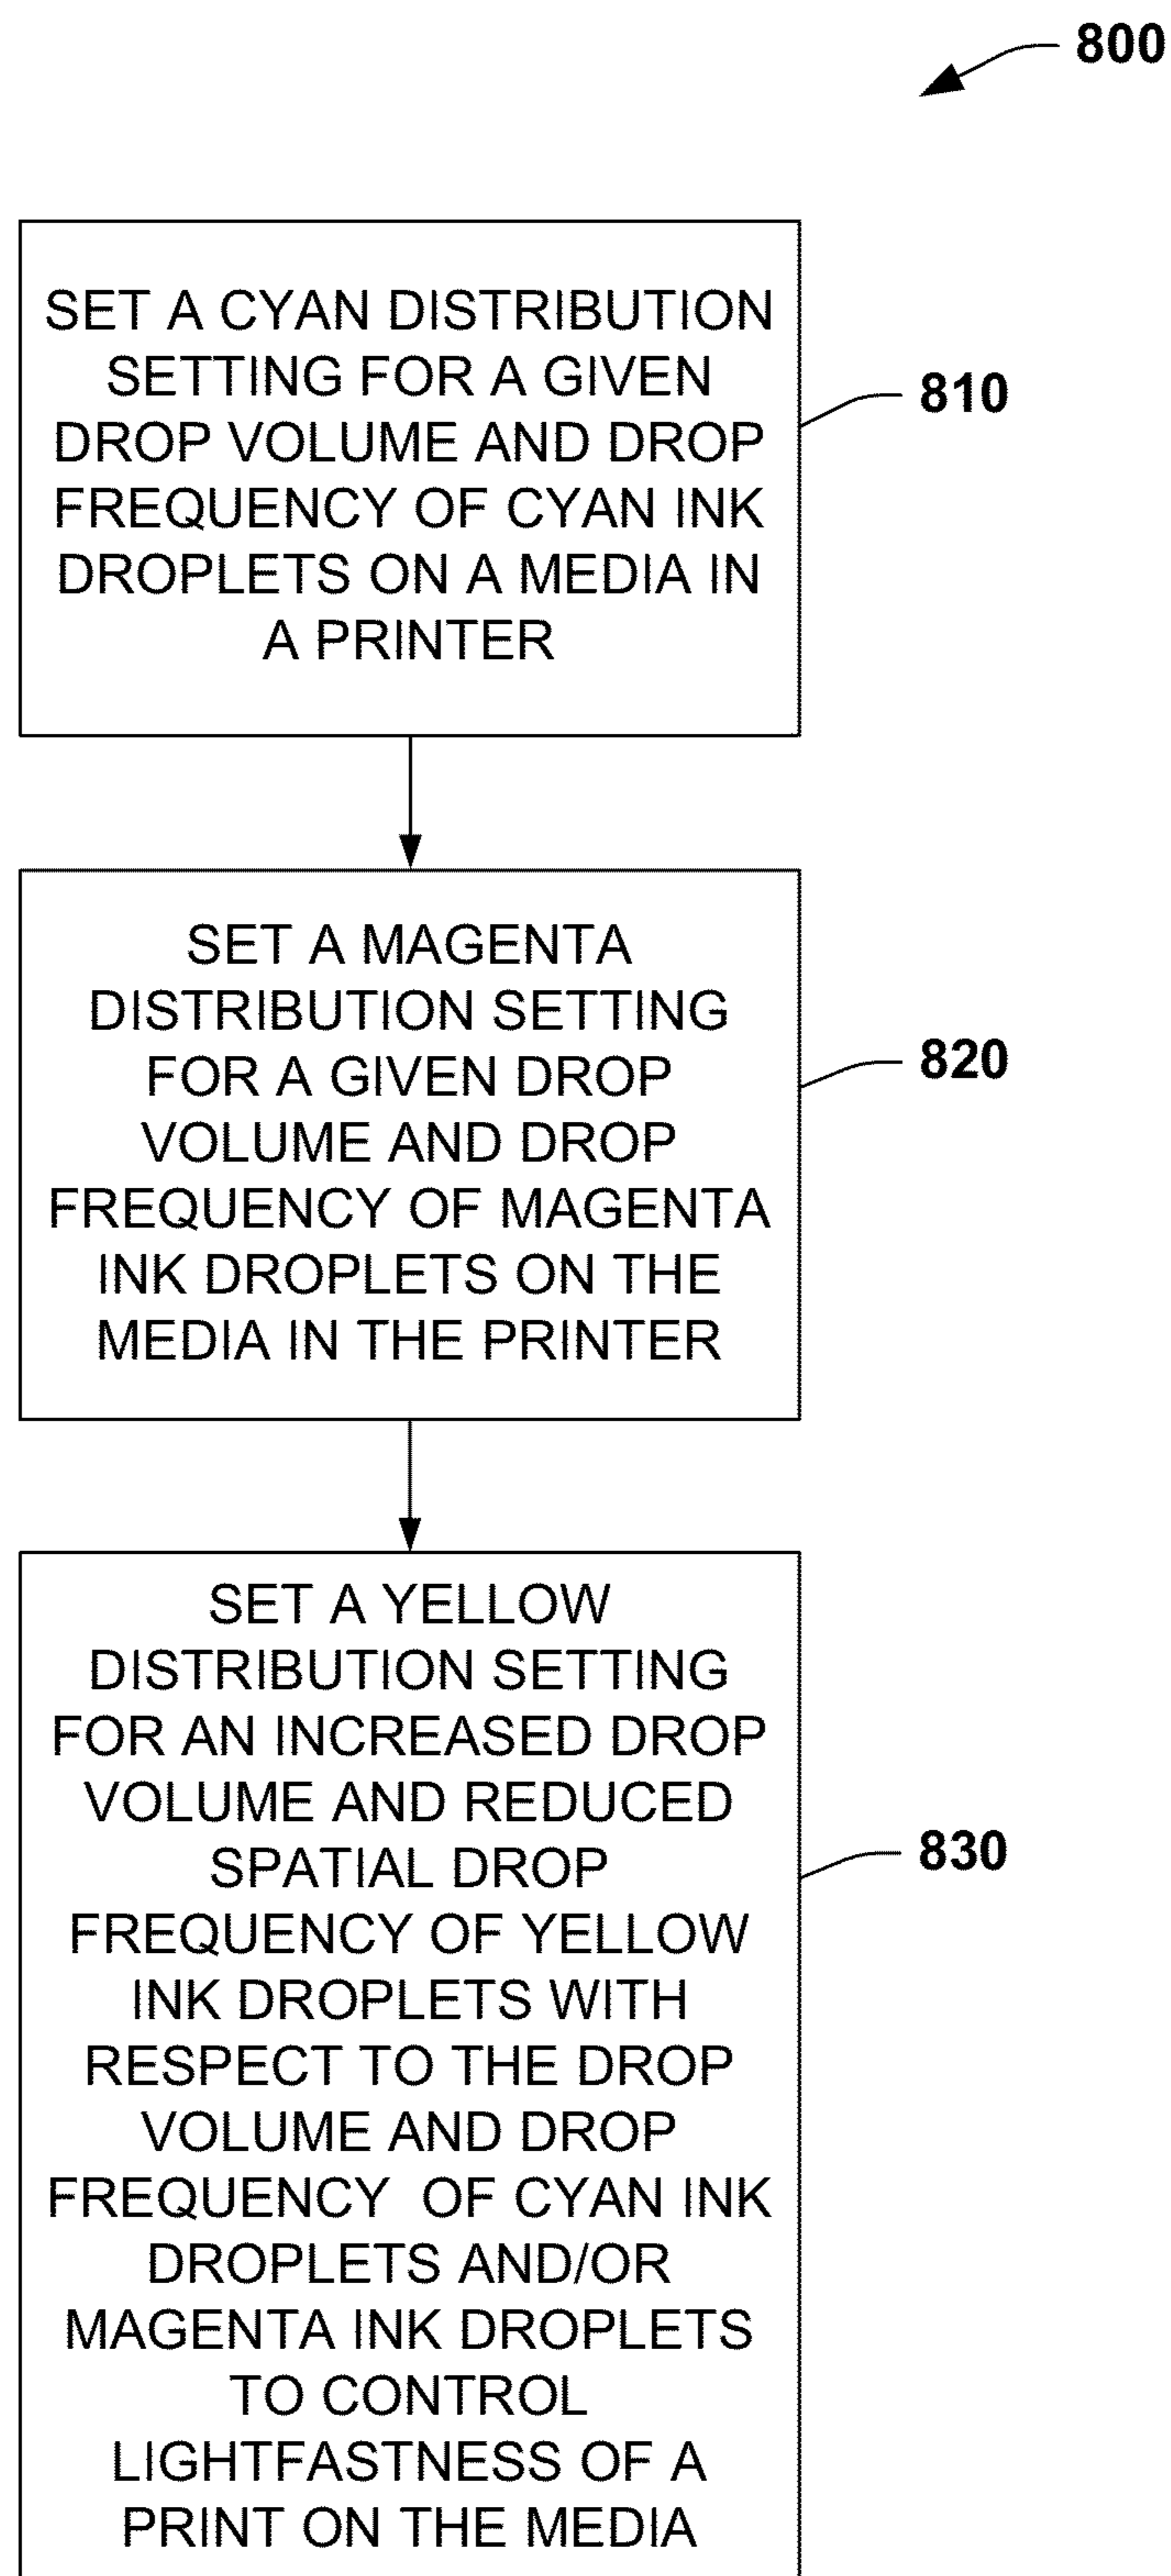 800
SET A CYAN DISTRIBUTION
SETTING FOR A GIVEN
DROP VOLUME AND DROP
FREQUENCY OF CYAN INK
DROPLETS ON A MEDIA IN
A PRINTER
810
SET A MAGENTA
DISTRIBUTION SETTING
FOR A GIVEN DROP
VOLUME AND DROP
FREQUENCY OF MAGENTA
INK DROPLETS ON THE
MEDIA IN THE PRINTER
820
SET A YELLOW
DISTRIBUTION SETTING
FOR AN INCREASED DROP
VOLUME AND REDUCED
SPATIAL DROP
FREQUENCY OF YELLOW
INK DROPLETS WITH
RESPECT TO THE DROP
VOLUME AND DROP
FREQUENCY OF CYAN INK
DROPLETS AND/OR
MAGENTA INK DROPLETS
TO CONTROL
LIGHTFASTNESS OF A
PRINT ON THE MEDIA
830